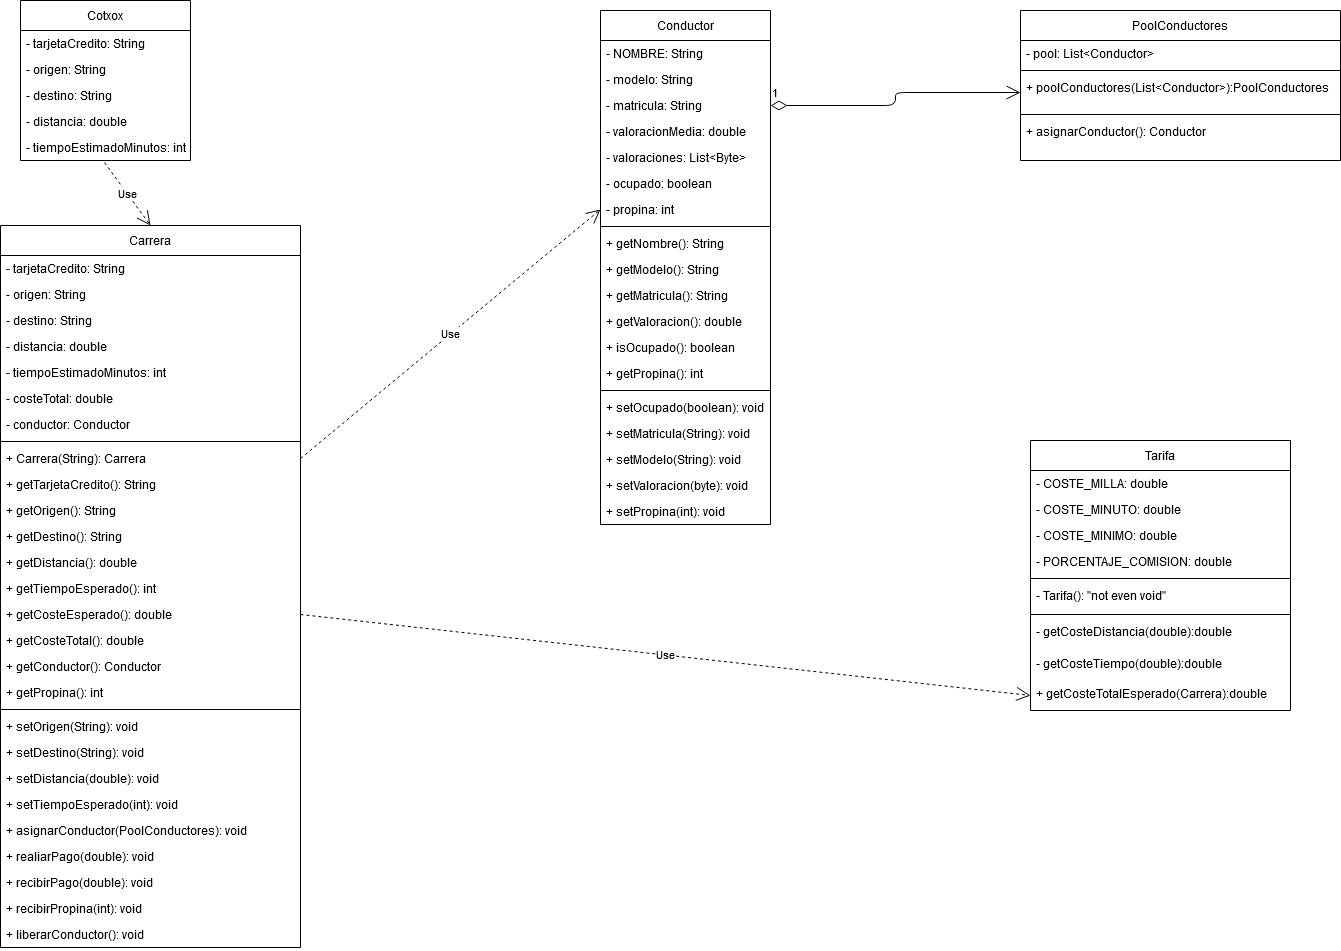 Cotxox
- tarjetaCredito: String
- origen: String
- destino: String
- distancia: double
- tiempoEstimadoMinutos: int
Use
Carrera
- tarjetaCredito: String
- origen: String
- destino: String
- distancia: double
- tiempoEstimadoMinutos: int
- costeTotal: double
- conductor: Conductor
+ Carrera(String): Carrera
+ getTarjetaCredito(): String
+ getOrigen(): String
+ getDestino(): String
+ getDistancia(): double
+ getTiempoEsperado(): int
+ getCosteEsperado(): double
+ getCosteTotal(): double
+ getConductor(): Conductor
+ getPropina(): int
+ setOrigen(String): void
+ setDestino(String): void
+ setDistancia(double): void
+ setTiempoEsperado(int): void
+ asignarConductor(PoolConductores): void
+ realiarPago(double): void
+ recibirPago(double): void
+ recibirPropina(int): void
+ liberarConductor(): void
Use
Use
Conductor
- NOMBRE: String
- modelo: String
- matricula: String
- valoracionMedia: double
- valoraciones: List<Byte>
- ocupado: boolean
- propina: int
+ getNombre(): String
+ getModelo(): String
+ getMatricula(): String
+ getValoracion(): double
+ isOcupado(): boolean
+ getPropina(): int
+ setOcupado(boolean): void
+ setMatricula(String): void
+ setModelo(String): void
+ setValoracion(byte): void
+ setPropina(int): void
1
PoolConductores
- pool: List<Conductor>
+ poolConductores(List<Conductor>):PoolConductores
+ asignarConductor(): Conductor
Tarifa
- COSTE_MILLA: double
- COSTE_MINUTO: double
- COSTE_MINIMO: double
- PORCENTAJE_COMISION: double
- Tarifa(): "not even void"
- getCosteDistancia(double):double
- getCosteTiempo(double):double
+ getCosteTotalEsperado(Carrera):double